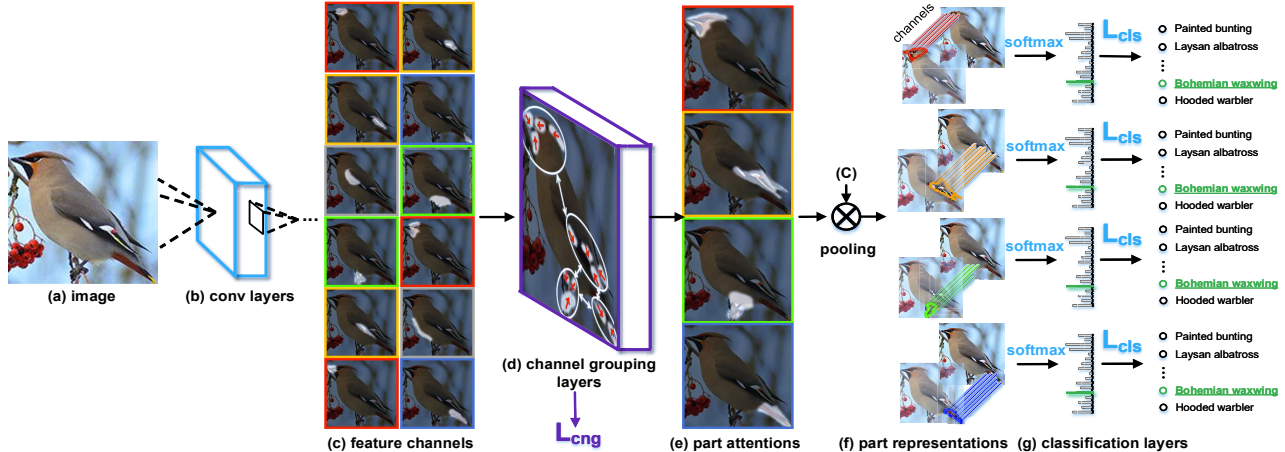 channels
softmax
Lcls
Painted bunting
Laysan albatross
Bohemian waxwing
Hooded warbler
softmax
Lcls
Painted bunting
Laysan albatross
Bohemian waxwing
Hooded warbler
(C)
pooling
softmax
Lcls
Painted bunting
Laysan albatross
Bohemian waxwing
Hooded warbler
softmax
Lcls
Painted bunting
Laysan albatross
Bohemian waxwing
Hooded warbler
(a) image
(b) conv layers
...
(d) channel grouping
layers
Lcng
(c) feature channels
(e) part attentions
(f) part representations
(g) classification layers